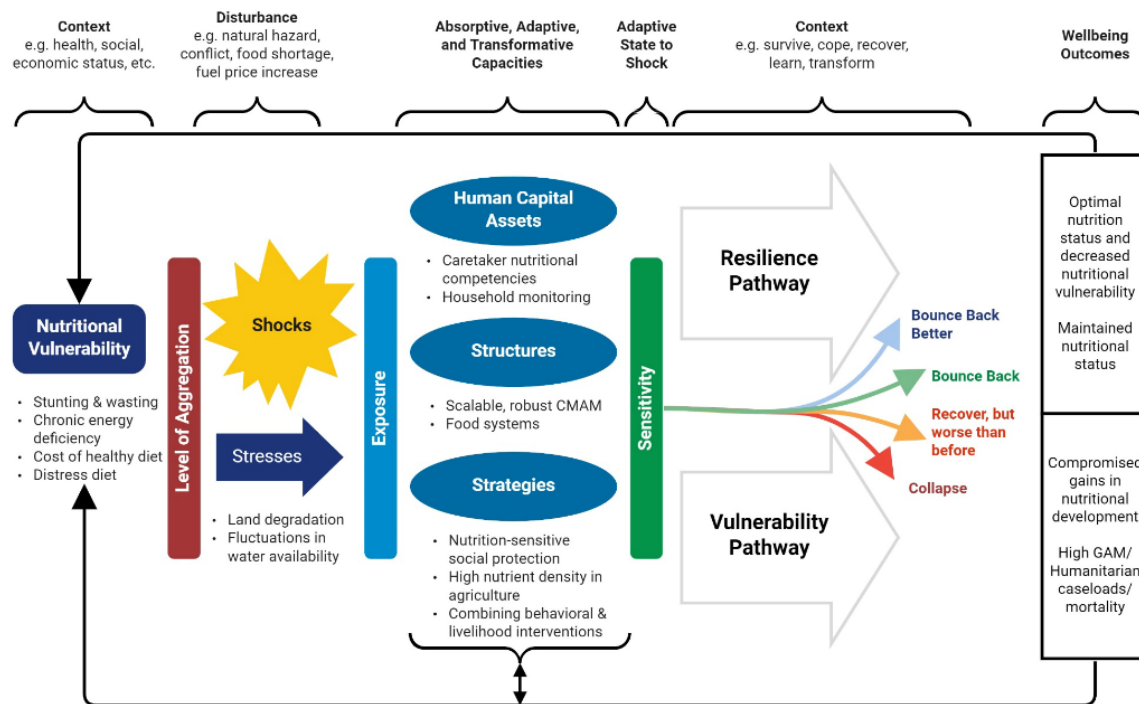 Context
e.g. health, social,
economic status, etc.
Disturbance
e.g. natural hazard,
conflict, food shortage,
fuel price increase
Absorptive, Adaptive,
and Transformative
Capacities
Adaptive
State to
Shock
Context
e.g. survive, cope, recover,
learn, transform
Wellbeing
Outcomes
Nutritional
Vulnerability
• Stunting & wasting
• Chronic energy
deficiency
• Cost of healthy diet
• Distress diet
Level of Aggregation
Shocks
Stresses
• Land degradation
• Fluctuations in
water availability
Exposure
Human Capital
Assets
• Caretaker nutritional
competencies
• Household monitoring
Structures
• Scalable, robust CMAM
• Food systems
Strategies
• Nutrition-sensitive
social protection
• High nutrient density in
agriculture
• Combining behavioral &
livelihood interventions
Sensitivity
Resilience
Pathway
Vulnerability
Pathway
Bounce Back
Better
Bounce Back
Recover, but
worse than
before
Collapse
Optimal
nutrition
status and
decreased
nutritional
vulnerability
Maintained
nutritional
status
Compromised
gains in
nutritional
development
High GAM/
Humanitarian
caseloads/
mortality